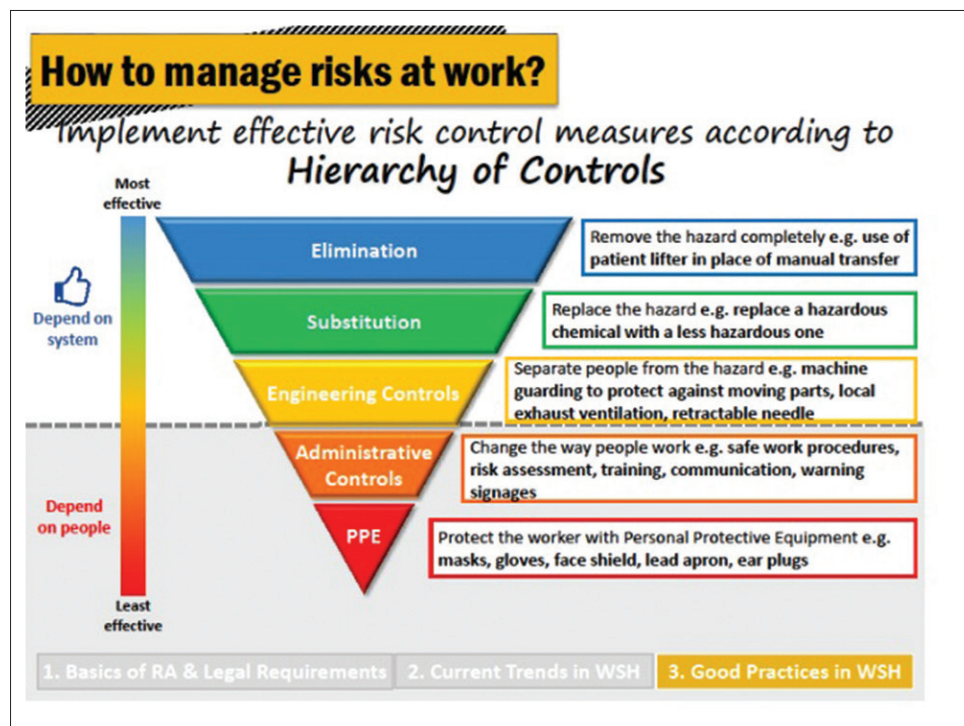 How to manage risks at work?
Implement effective risk control measures according to
Hierarchy of Controls
Most
effective
Depend on
system
Depend
on people
Least
effective
Elimination
Remove the hazard completely e.g. use of
patient lifter in place of manual transfer
Substitution
Replace the hazard e.g. replace a hazardous
chemical with a less hazardous one
Engineering Controls
Separate people from the hazard e.g. machine
guarding to protect against moving parts, local
exhaust ventilation, retractable needle
Administrative
Controls
Change the way people work e.g. safe work procedures,
risk assessment, training, communication, warning
signages
PPE
Protect the worker with Personal Protective Equipment e.g.
masks, gloves, face shield, lead apron, ear plugs
1. Basics of RA & Legal Requirements
2. Current Trends in WSH
3. Good Practices in WSH